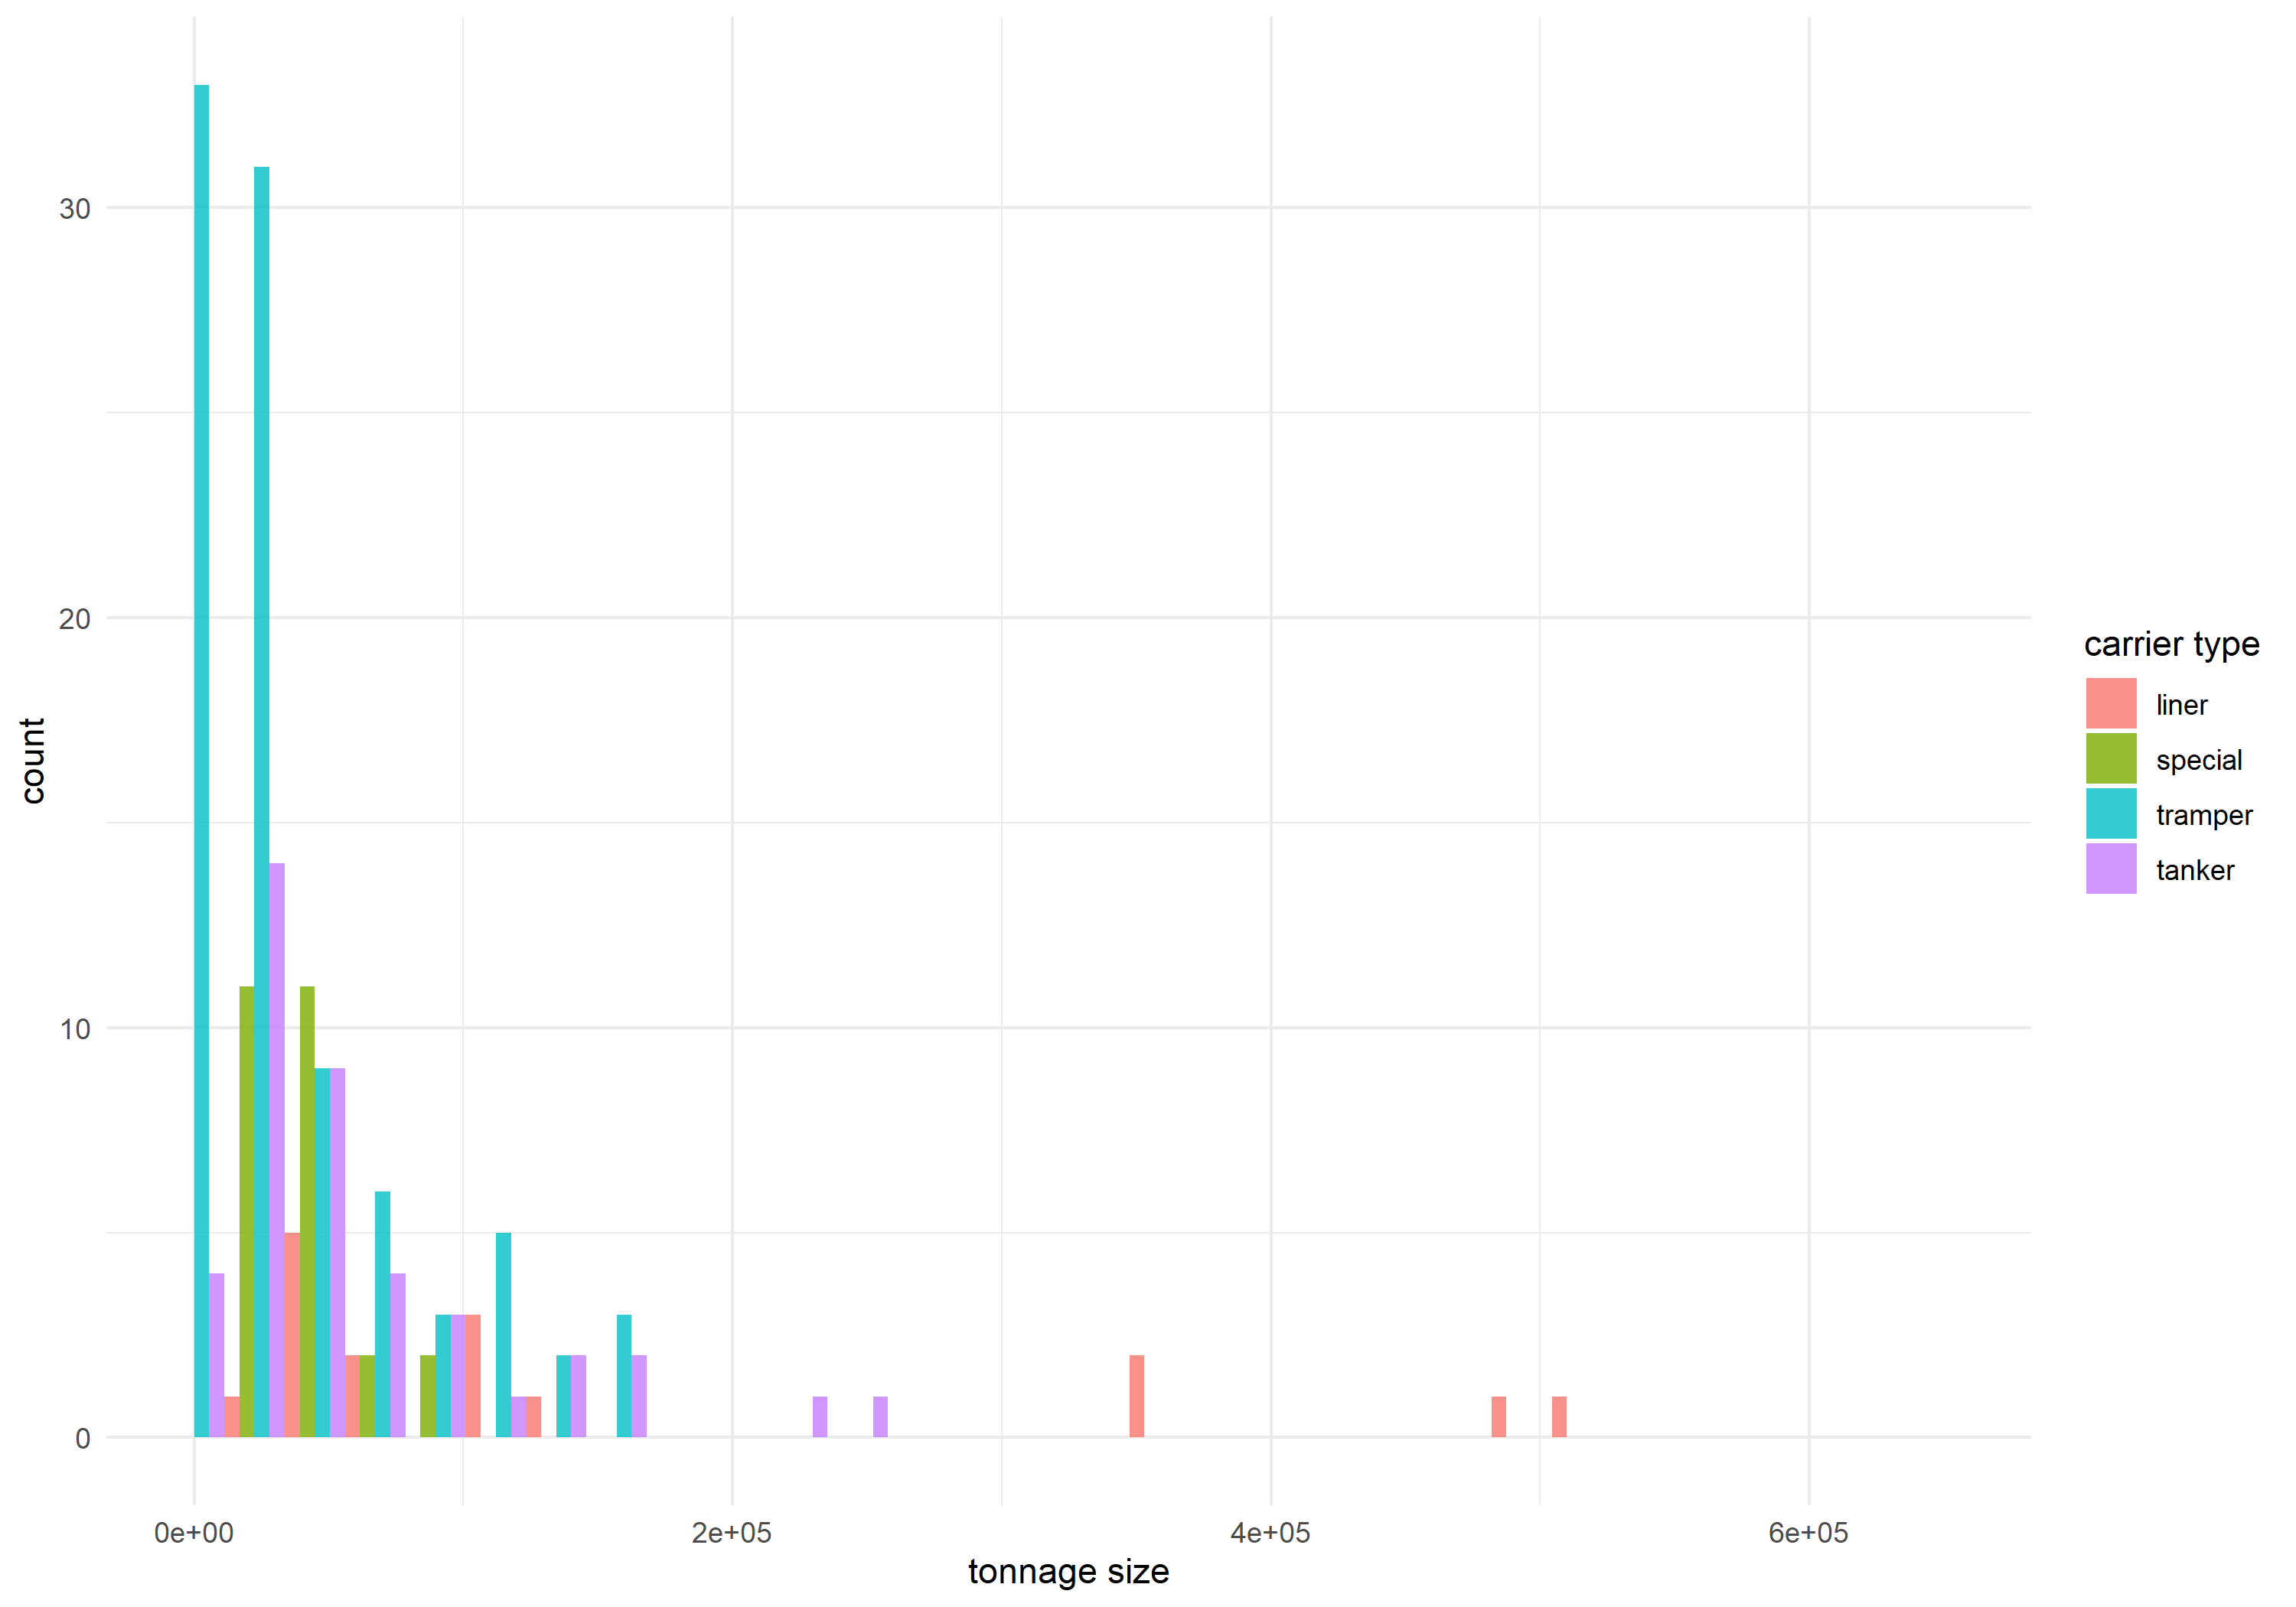 30
20
10
0
count
0e+00 2e+05 4e+05 6e+05
tonnage size
carrier type
liner
special
tramper
tanker